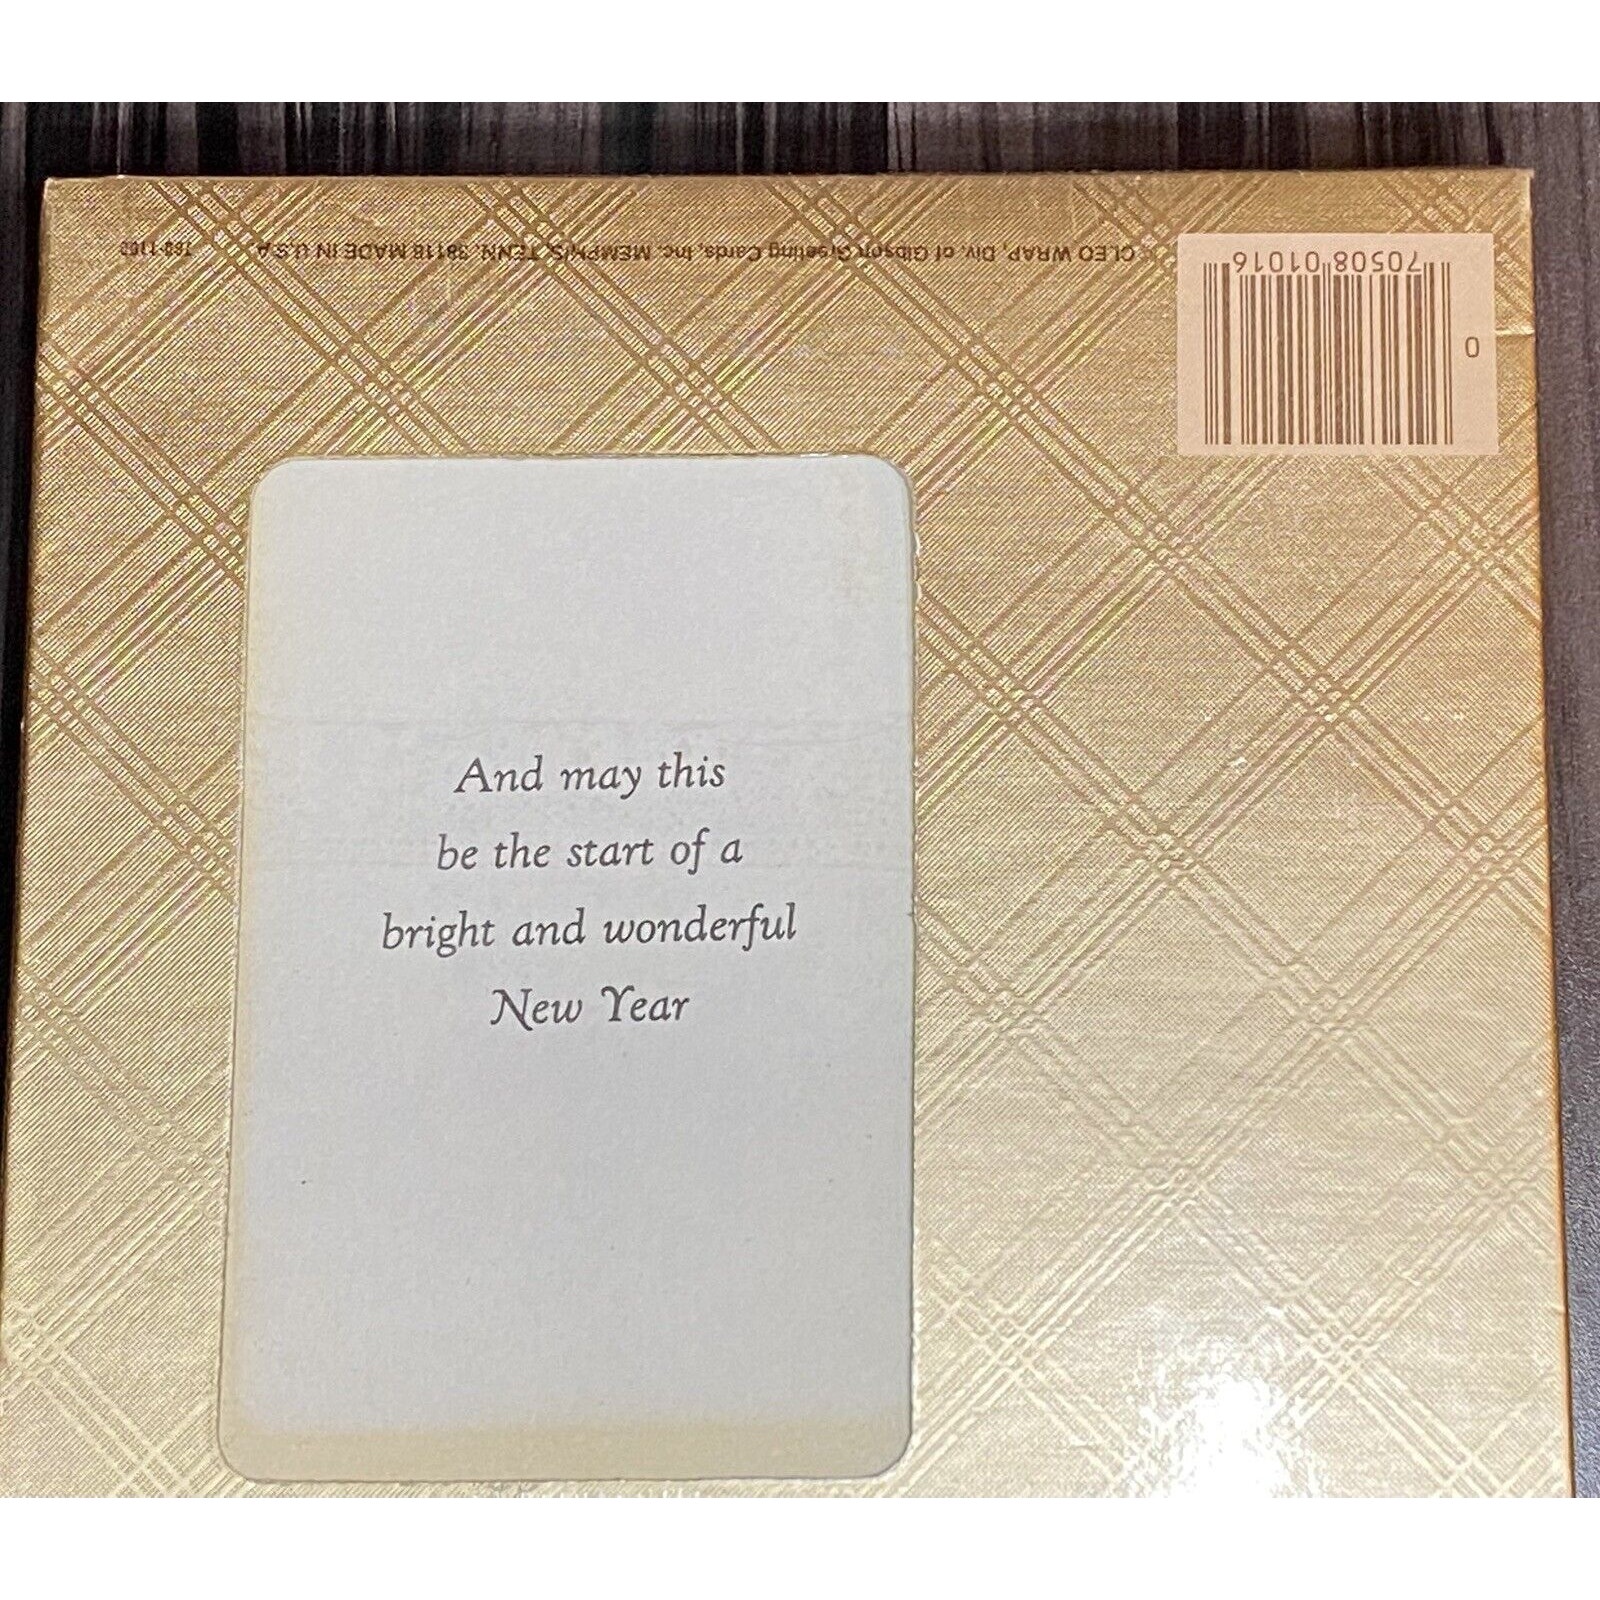 CLEO WRAP, Div. of Gibson Greeting Cards, Inc. MEMPHIS, TENN. 38118 MADE IN U.S.A.
0
70508 01016
And may this
be the start of a
bright and wonderful
New Year